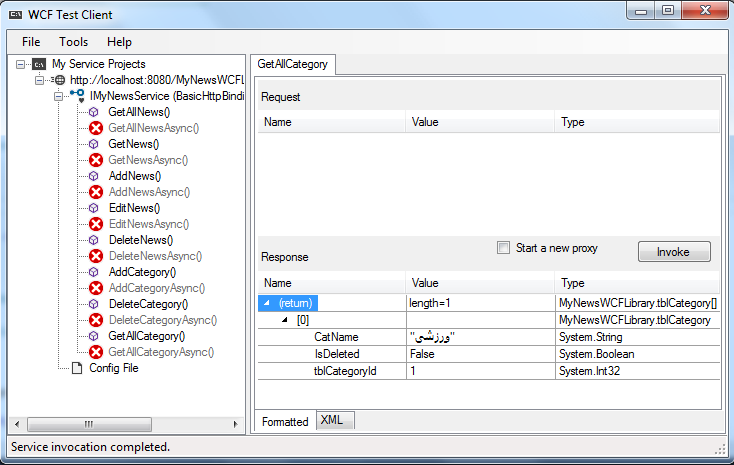 WCF Test Client
File Tools Help
My Service Projects
http://localhost:8080/MyNewsWCFL
IMyNewsService (BasicHttpBindi
GetAllNews()
GetAllNewsAsync()
GetNews()
GetNewsAsync()
AddNews()
AddNewsAsync()
EditNews()
EditNewsAsync()
DeleteNews()
DeleteNewsAsync()
AddCategory()
AddCategoryAsync()
DeleteCategory()
DeleteCategoryAsync()
GetAllCategory()
GetAllCategoryAsync()
Config File
GetAllCategory
Request
Name Value Type
Response
Start a new proxy
Invoke
Name Value Type
(return) length=1 MyNewsWCFLibrary.tblCategory[]
[0] MyNewsWCFLibrary.tblCategory
CatName "ورزشی" System.String
IsDeleted False System.Boolean
tblCategoryId 1 System.Int32
Formatted XML
Service invocation completed.